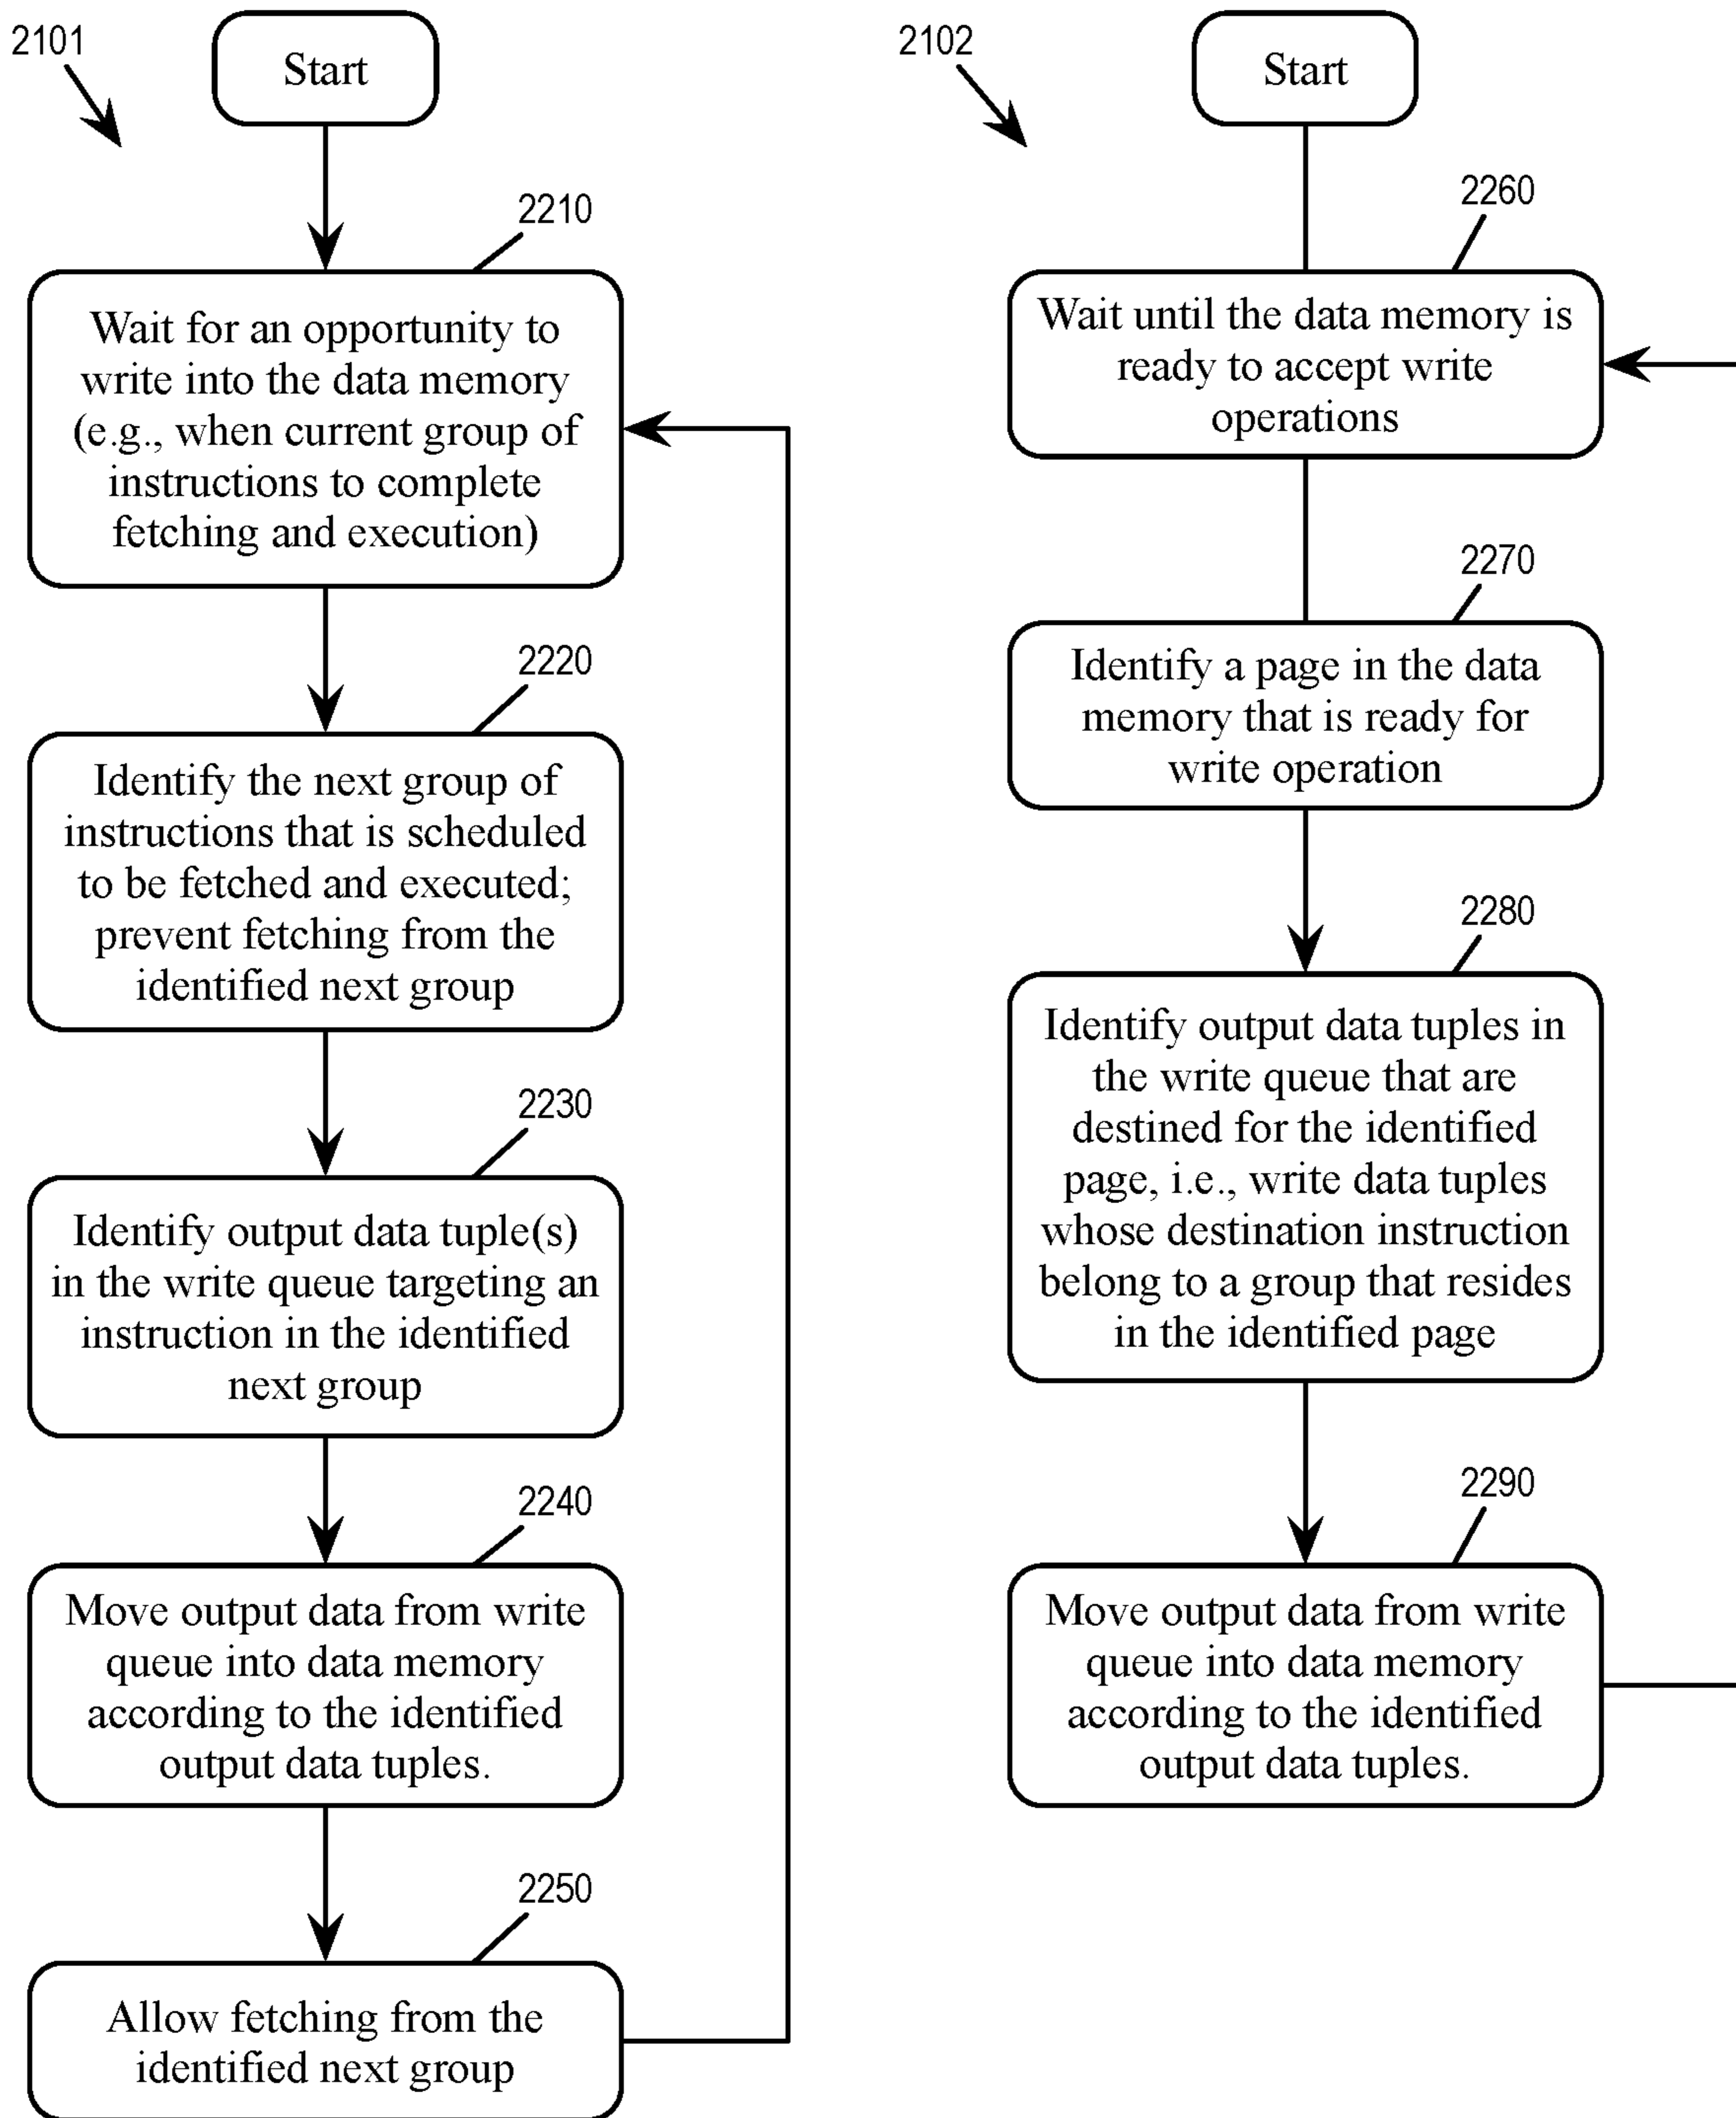 2101
Start
2210
Wait for an opportunity to
write into the data memory
(e.g., when current group of
instructions to complete
fetching and execution)
2220
Identify the next group of
instructions that is scheduled
to be fetched and executed;
prevent fetching from the
identified next group
2230
Identify output data tuple(s)
in the write queue targeting an
instruction in the identified
next group
2240
Move output data from write
queue into data memory
according to the identified
output data tuples.
2250
Allow fetching from the
identified next group
2102
Start
2260
Wait until the data memory is
ready to accept write
operations
2270
Identify a page in the data
memory that is ready for
write operation
2280
Identify output data tuples in
the write queue that are
destined for the identified
page, i.e., write data tuples
whose destination instruction
belong to a group that resides
in the identified page
2290
Move output data from write
queue into data memory
according to the identified
output data tuples.